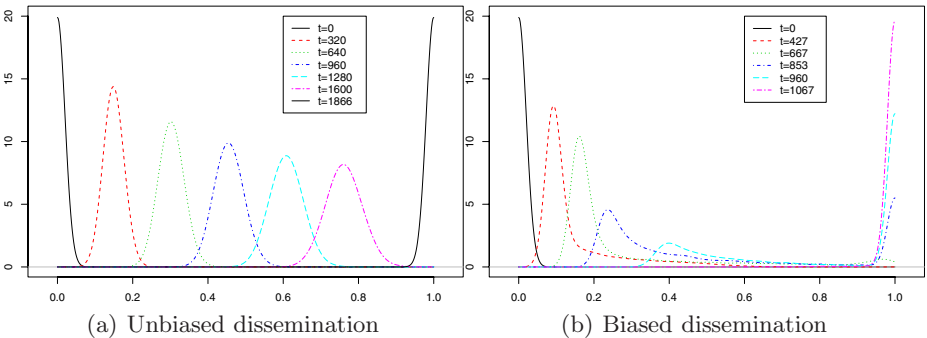 20
15
10
5
0
t=0
t=320
t=640
t=960
t=1280
t=1600
t=1866
0.0 0.2 0.4 0.6 0.8 1.0
(a) Unbiased dissemination
20
15
10
5
0
t=0
t=427
t=667
t=853
t=960
t=1067
0.0 0.2 0.4 0.6 0.8 1.0
(b) Biased dissemination